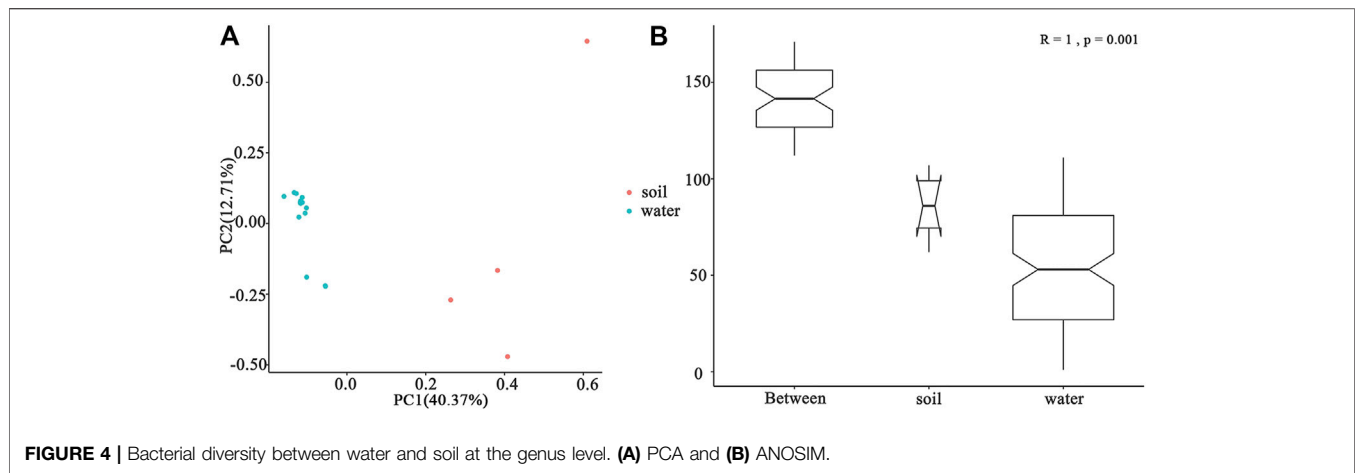 A
0.50
0.25
0.00
-0.25
-0.50
PC2(12.71%)
0.0 0.2 0.4 0.6
PC1(40.37%)
soil
water
B
R = 1 , p = 0.001
150
100
50
0
Between soil water
FIGURE 4 | Bacterial diversity between water and soil at the genus level. (A) PCA and (B) ANOSIM.